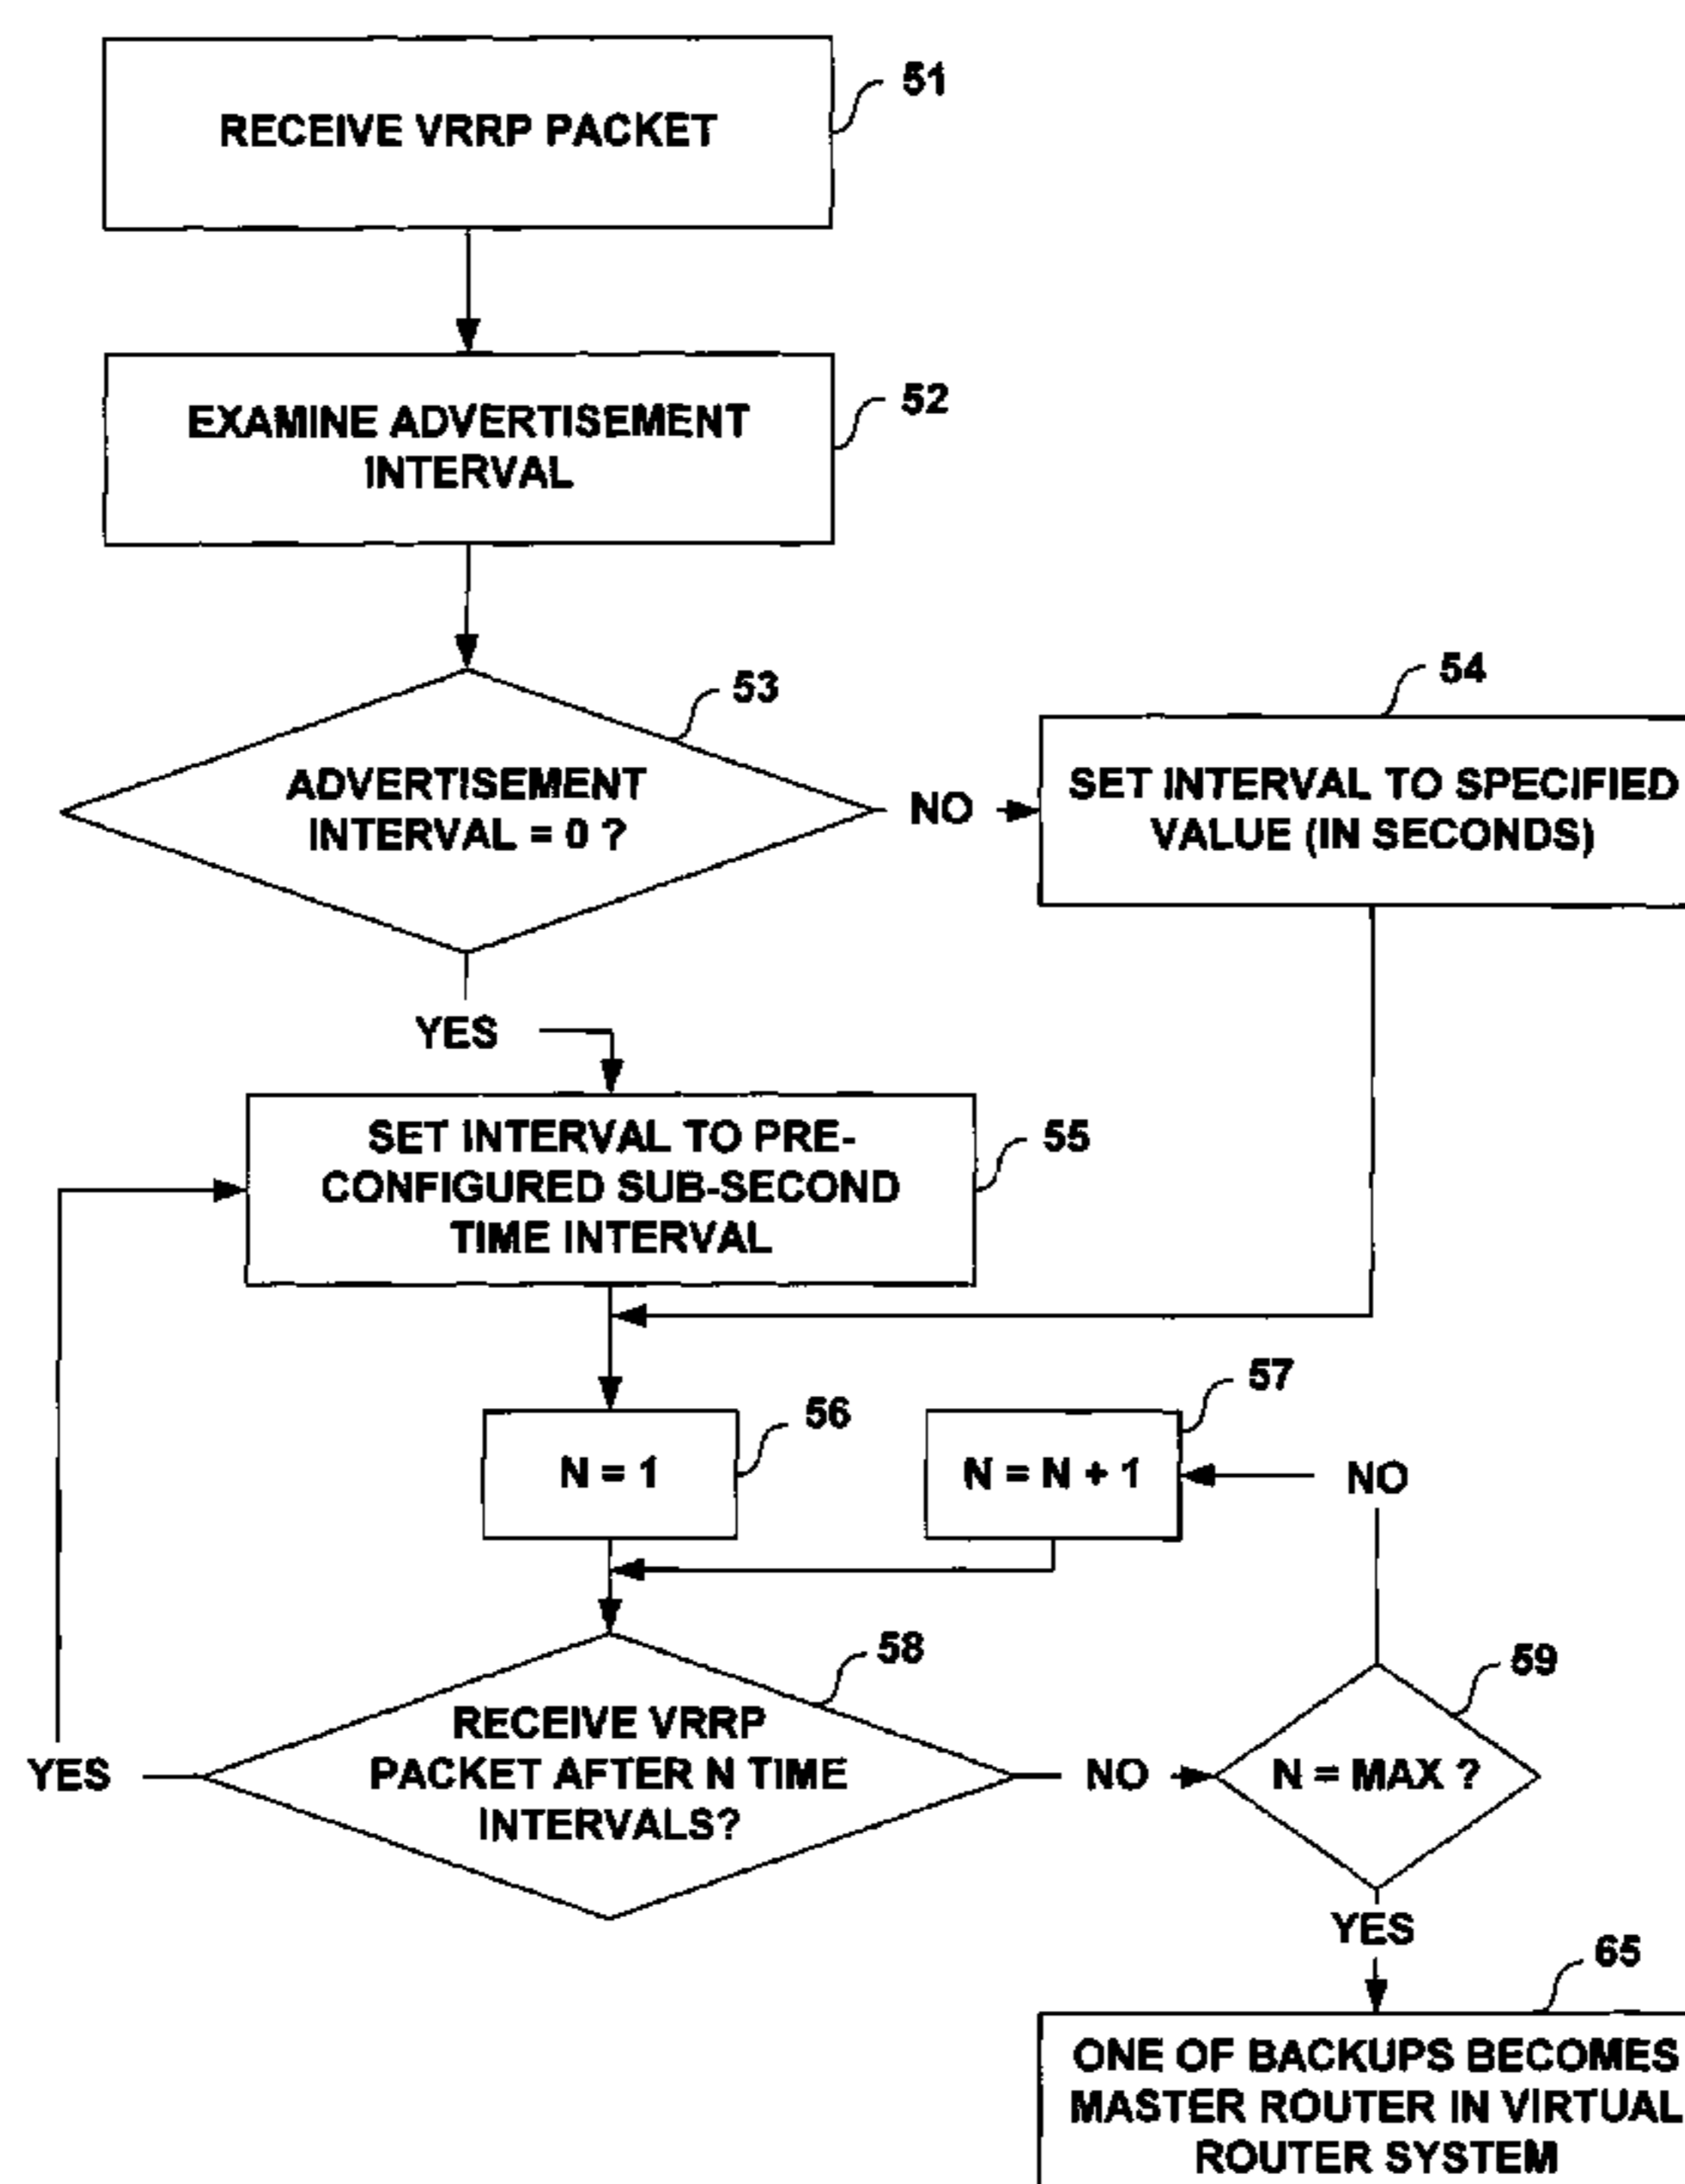 RECEIVE VRRP PACKET
51
EXAMINE ADVERTISEMENT
INTERVAL
52
53
ADVERTISEMENT
INTERVAL = 0 ?
NO
54
SET INTERVAL TO SPECIFIED
VALUE (IN SECONDS)
YES
SET INTERVAL TO PRE-
CONFIGURED SUB-SECOND
TIME INTERVAL
55
N = 1
56
N = N + 1
57
NO
58
RECEIVE VRRP
PACKET AFTER N TIME
INTERVALS?
YES
NO
59
N = MAX ?
YES
65
ONE OF BACKUPS BECOMES
MASTER ROUTER IN VIRTUAL
ROUTER SYSTEM